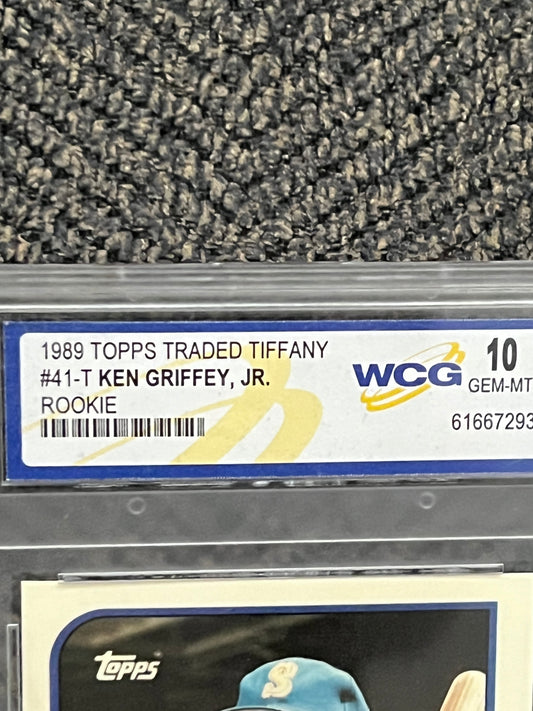 1989 TOPPS TRADED TIFFANY
#41-T KEN GRIFFEY, JR.
ROOKIE
WCG
10
GEM-MT
61667293
TOPPS
S